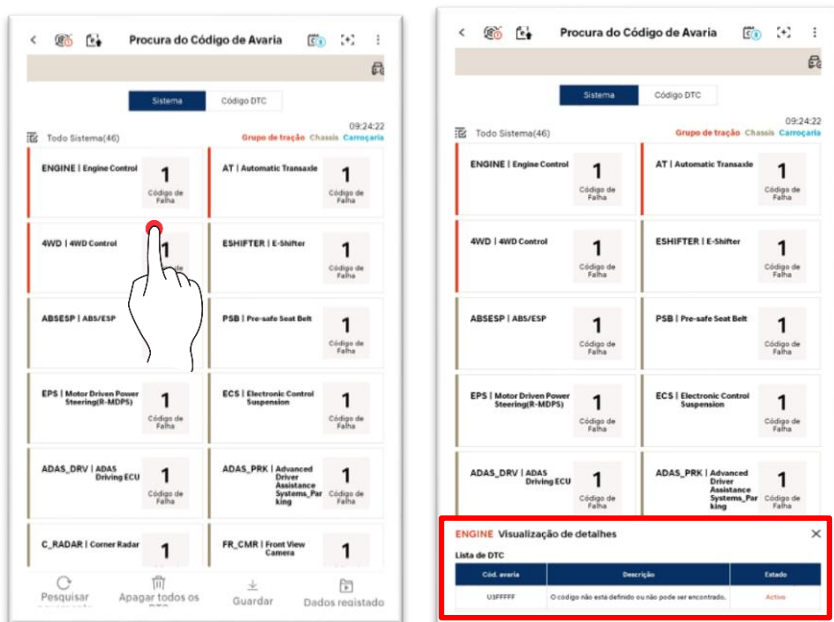 Procura do Código de Avaria
Sistema
Código DTC
09:24:22
Todo Sistema(46)
Grupo de tração Chassis Carroçaria
ENGINE | Engine Control
1
Código de
Falha
AT | Automatic Transaxle
1
Código de
Falha
4WD | 4WD Control
1
ESHIFTER | E-Shifter
1
Código de
Falha
ABSESP | ABS/ESP
PSB | Pre-safe Seat Belt
1
Código de
Falha
EPS | Motor Driven Power
Steering(R-MDPS)
1
Código de
Falha
ECS | Electronic Control
Suspension
1
Código de
Falha
ADAS_DRV | ADAS
Driving ECU
1
Código de
Falha
ADAS_PRK | Advanced
Driver
Assistance
Systems_Par
king
1
Código de
Falha
C_RADAR | Corner Radar
1
FR_CMR | Front View
Camera
1
Pesquisar
Apagar todos os
Guardar
Dados registado
Procura do Código de Avaria
Sistema
Código DTC
09:24:22
Todo Sistema(46)
Grupo de tração Chassis Carroçaria
ENGINE | Engine Control
1
Código de
Falha
AT | Automatic Transaxle
1
Código de
Falha
4WD | 4WD Control
1
Código de
Falha
ESHIFTER | E-Shifter
1
Código de
Falha
ABSESP | ABS/ESP
1
Código de
Falha
PSB | Pre-safe Seat Belt
1
Código de
Falha
EPS | Motor Driven Power
Steering(R-MDPS)
1
Código de
Falha
ECS | Electronic Control
Suspension
1
Código de
Falha
ADAS_DRV | ADAS
Driving ECU
1
Código de
Falha
ADAS_PRK | Advanced
Driver
Assistance
Systems_Par
king
1
Código de
Falha
ENGINE Visualização de detalhes
Lista de DTC
Cód. avaria
Descrição
Estado
U3FFFFF
O código não está definido ou não pode ser encontrado.
Activo